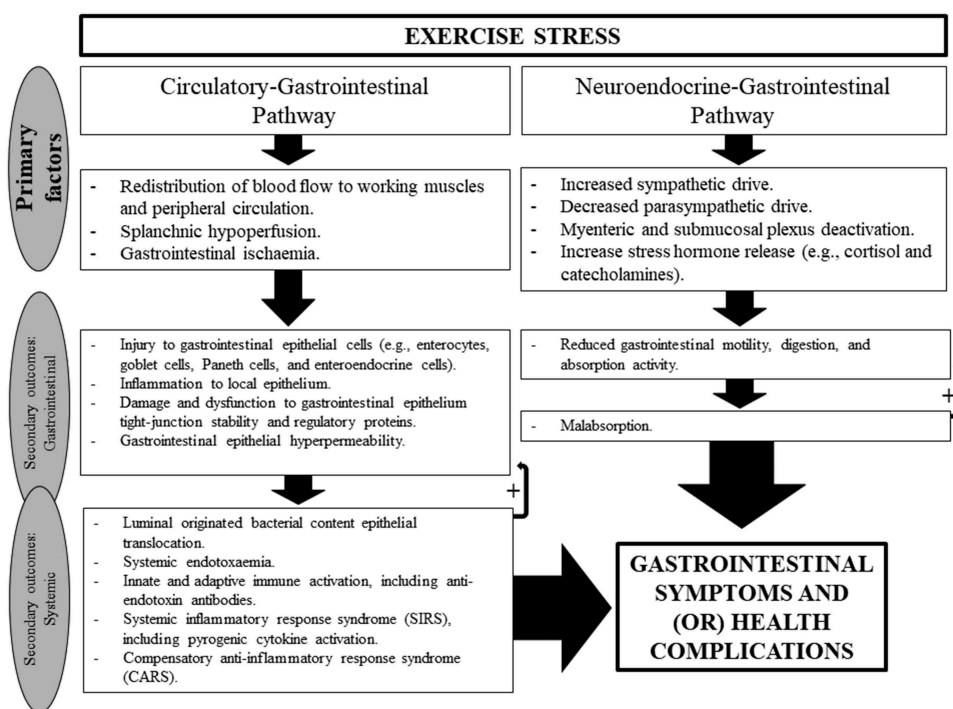 EXERCISE STRESS
Primary
factors
Circulatory-Gastrointestinal
Pathway
Neuroendocrine-Gastrointestinal
Pathway
- Redistribution of blood flow to working muscles
and peripheral circulation.
- Splanchnic hypoperfusion.
- Gastrointestinal ischaemia.
- Increased sympathetic drive.
- Decreased parasympathetic drive.
- Myenteric and submucosal plexus deactivation.
- Increase stress hormone release (e.g., cortisol and
catecholamines).
Secondary outcomes:
Gastrointestinal
- Injury to gastrointestinal epithelial cells (e.g., enterocytes,
goblet cells, Paneth cells, and enteroendocrine cells).
- Inflammation to local epithelium.
- Damage and dysfunction to gastrointestinal epithelium
tight-junction stability and regulatory proteins.
- Gastrointestinal epithelial hyperpermeability.
- Reduced gastrointestinal motility, digestion, and
absorption activity.
+
- Malabsorption.
+
Secondary outcomes:
Systemic
- Luminal originated bacterial content epithelial
translocation.
- Systemic endotoxaemia.
- Innate and adaptive immune activation, including anti-
endotoxin antibodies.
- Systemic inflammatory response syndrome (SIRS),
including pyrogenic cytokine activation.
- Compensatory anti-inflammatory response syndrome
(CARS).
GASTROINTESTINAL
SYMPTOMS AND
(OR) HEALTH
COMPLICATIONS